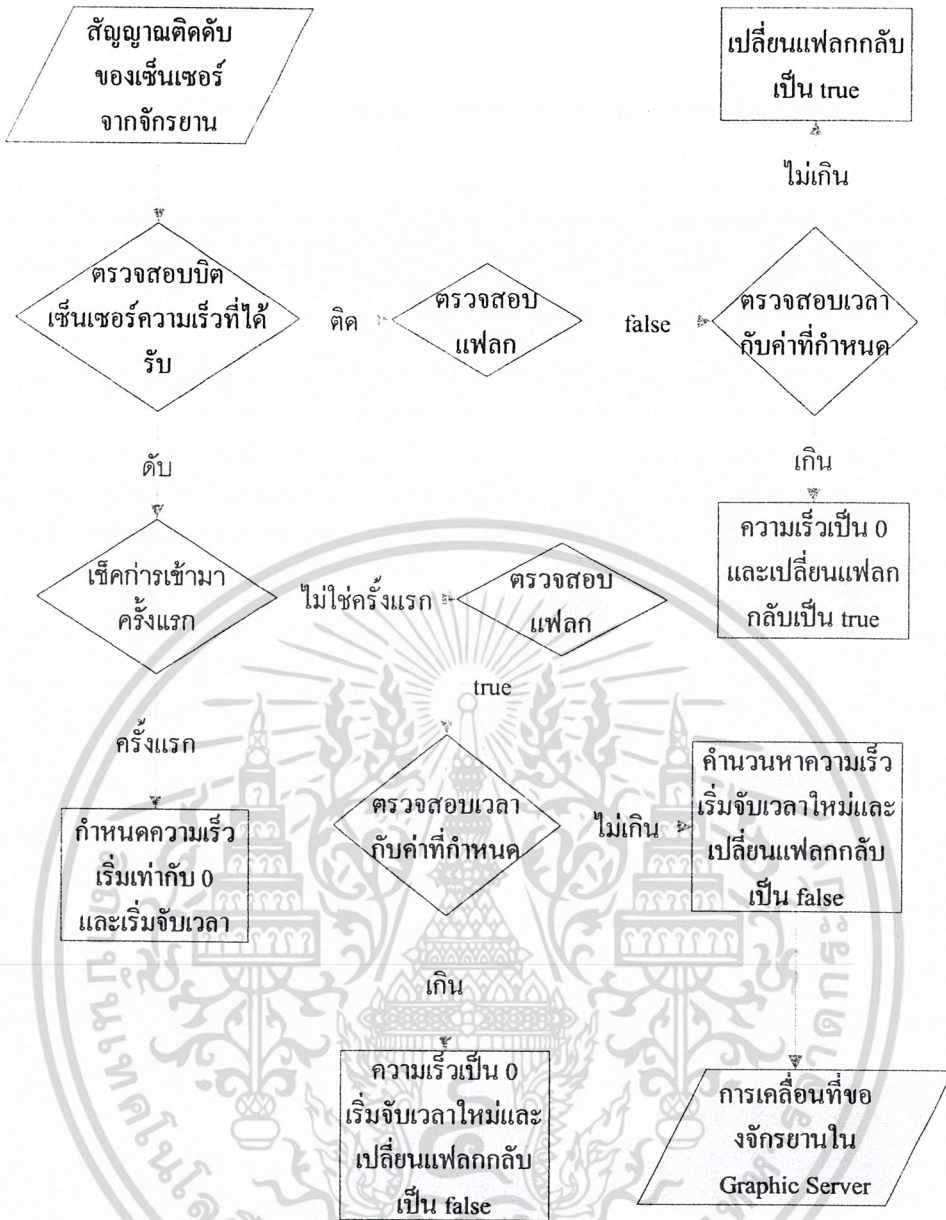 สัญญาณติดดับ
ของเซ็นเซอร์
จากจักรยาน
เปลี่ยนแฟลกกลับ
เป็น true
ไม่เกิน
ตรวจสอบบิต
เซ็นเซอร์ความเร็วที่ได้
รับ
ติด
ตรวจสอบ
แฟลก
false
ตรวจสอบเวลา
กับค่าที่กำหนด
ดับ
เกิน
ความเร็วเป็น 0
และเปลี่ยนแฟลก
กลับเป็น true
เช็คการเข้ามา
ครั้งแรก
ไม่ใช่ครั้งแรก
ตรวจสอบ
แฟลก
true
ครั้งแรก
กำหนดความเร็ว
เริ่มเท่ากับ 0
และเริ่มจับเวลา
ตรวจสอบเวลา
กับค่าที่กำหนด
ไม่เกิน
คำนวนหาความเร็ว
เริ่มจับเวลาใหม่และ
เปลี่ยนแฟลกกลับ
เป็น false
เกิน
ความเร็วเป็น 0
เริ่มจับเวลาใหม่และ
เปลี่ยนแฟลกกลับ
เป็น false
การเคลื่อนที่ขอ
งจักรยานใน
Graphic Server